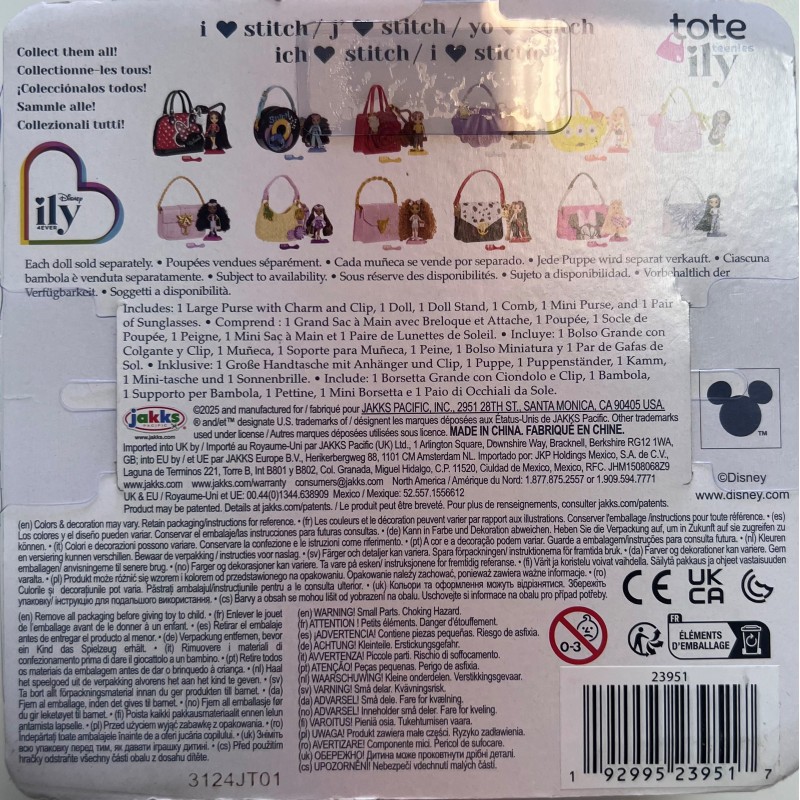 i ♥ stitch / j' ♥ stitch / yo ♥ stitch
ich ♥ stitch / i ♥ stitch
tote
teenies
ily
Collect them all!
Collectionne-les tous!
¡Colecciónalos todos!
Sammle alle!
Collezionali tutti!
Disney
ily
4EVER
Each doll sold separately. • Poupées vendues séparément. • Cada muñeca se vende por separado. • Jede Puppe wird separat verkauft. • Ciascuna
bambola è venduta separatamente. • Subject to availability. • Sous réserve des disponibilités. • Sujeto a disponibilidad. • Vorbehaltlich der
Verfügbarkeit. • Soggetti a disponibilità.
Includes: 1 Large Purse with Charm and Clip, 1 Doll, 1 Doll Stand, 1 Comb, 1 Mini Purse, and 1 Pair
of Sunglasses. • Comprend : 1 Grand Sac à Main avec Breloque et Attache, 1 Poupée, 1 Socle de
Poupée, 1 Peigne, 1 Mini Sac à Main et 1 Paire de Lunettes de Soleil. • Incluye: 1 Bolso Grande con
Colgante y Clip, 1 Muñeca, 1 Soporte para Muñeca, 1 Peine, 1 Bolso Miniatura y 1 Par de Gafas de
Sol. • Inklusive: 1 Große Handtasche mit Anhänger und Clip, 1 Puppe, 1 Puppenständer, 1 Kamm,
1 Mini-tasche und 1 Sonnenbrille. • Include: 1 Borsetta Grande con Ciondolo e Clip, 1 Bambola,
1 Supporto per Bambola, 1 Pettine, 1 Mini Borsetta e 1 Paio di Occhiali da Sole.
jakks
PACIFIC
www.jakks.com
©2025 and manufactured for / fabriqué pour JAKKS PACIFIC, INC., 2951 28TH ST., SANTA MONICA, CA 90405 USA.
® and/et™ designate U.S. trademarks of / désignent les marques déposées aux États-Unis de JAKKS Pacific. Other trademarks
used under license / Autres marques déposées utilisées sous licence. MADE IN CHINA. FABRIQUÉ EN CHINE.
Imported into UK by / Importé au Royaume-Uni par JAKKS Pacific (UK) Ltd., 1 Arlington Square, Downshire Way, Bracknell, Berkshire RG12 1WA,
GB; into EU by / et UE par JAKKS Europe B.V., Herikerbergweg 88, 1101 CM Amsterdam NL. Importado por: JKP Holdings Mexico, S.A. de C.V.,
Laguna de Terminos 221, Torre B, Int B801 y B802, Col. Granada, Miguel Hidalgo, C.P. 11520, Ciuldad de Mexico, Mexico, RFC. JHM1508068Z9
www.jakks.com www.jakks.com/warranty consumers@jakks.com North America / Amérique du Nord: 1.877.875.2557 or 1.909.594.7771
UK & EU / Royaume-Uni et UE: 00.44(0)1344.638909 Mexico / Mexique: 52.557.1556612
Product may be patented. Details at jakks.com/patents. / Le produit peut être breveté. Pour plus de renseignements, consulter jakks.com/patents.
TM
©Disney
www.disney.com
(en) Colors & decoration may vary. Retain packaging/instructions for reference. • (fr) Les couleurs et le décoration peuvent varier par rapport aux illustrations. Conserver l'emballage /instructions pour toute référence. • (es)
Los colores y el diseño pueden variar. Conservar el embalaje/las instrucciones para futuras consultas. • (de) Kann in Farbe und Dekoration abweichen. Heben Sie die Verpackung auf, um in Zukunft auf sie zugreifen zu
können. • (it) Colori e decorazioni possono variare. Conservare la confezione e le istruzioni come riferimento. • (pt) A cor e a decoração podem variar. Guarde a embalagem/instruções para consulta futura. • (nl) Kleuren
en versiering kunnen verschillen. Bewaar de verpakking / instructies voor naslag. • (sv) Färger och detaljer kan variera. Spara förpackningen/ instruktionerna för framtida bruk. • (da) Farver og dekorationer kan variere. Gem
emballagen/ anvisningerne til senere brug. • (no) Farger og dekorasjoner kan variere. Ta vare på esken/ instruksjonene for fremtidig referanse. • (fi) Värit ja koristelu voivat vaihdella. Säilytä pakkaus ja ohjeet vastaisuuden
varalta. • (pl) Produkt może różnić się wzorem i kolorem od przedstawionego na opakowaniu. Opakowanie należy zachować, ponieważ zawiera ważne informacje. • (ro)
Culorile și decorațiunile pot varia. Păstrați ambalajul/instrucțiunile pentru a le consulta ulterior. • (uk) Кольори та оформлення можуть відрізнятися. Збережіть
упаковку/ інструкцію для подальшого використання. • (cs) Barvy a obsah se mohou lišit od vyobrazení na obalu. Uschovejte si informace na obalu pro případ potřeby.
CE
UK
CA
(en) Remove all packaging before giving toy to child. • (fr) Enlever le jouet
de l'emballage avant de le donner à un enfant. • (es) Retirar el embalaje
antes de entregar el producto al menor. • (de) Verpackung entfernen, bevor
ein Kind das Spielzeug erhält. • (it) Rimuovere i materiali di
confezionamento prima di dare il giocattolo a un bambino. • (pt) Retire todos
os materiais da embalagem antes de dar o brinquedo à criança. • (nl) Haal
het speelgoed uit de verpakking alvorens het aan het kind te geven. • (sv)
Ta bort allt förpackningsmaterial innan du ger produkten till barnet. • (da)
Fjern al emballage, inden det gives til barnet. • (no) Fjern all emballasje før
du gir leketøyet til barnet. • (fi) Poista kaikki pakkausmateriaalit ennen lelun
antamista lapselle. • (pl) Przed użyciem wyjąć zabawkę z opakowania. • (ro)
Îndepărtați toate ambalajele înainte de a oferi jucăria copilului. • (uk) Зніміть
всю упаковку перед тим, як давати іграшку дитині. • (cs) Před použitím
hračky odstraňte všechny části obalu z dosahu dítěte.
(en) WARNING! Small Parts. Choking Hazard.
(fr) ATTENTION ! Petits éléments. Danger d'étouffement.
(es) ¡ADVERTENCIA! Contiene piezas pequeñas. Riesgo de asfixia.
(de) ACHTUNG! Kleinteile. Erstickungsgefahr.
(it) AVVERTENZA! Piccole parti. Rischio di soffocamento.
(pt) ATENÇÃO! Peças pequenas. Perigo de asfixia.
(nl) WAARSCHUWING! Kleine onderdelen. Verstikkingsgevaar.
(sv) VARNING! Små delar. Kvävningsrisk.
(da) ADVARSEL! Små dele. Fare for kvælning.
(no) ADVARSEL! Inneholder små deler. Fare for kveling.
(fi) VAROITUS! Pieniä osia. Tukehtumisen vaara.
(pl) UWAGA! Produkt zawiera małe części. Ryzyko zadławienia.
(ro) AVERTIZARE! Componente mici. Pericol de sufocare.
(uk) ОБЕРЕЖНО! Дитина може проковтнути дрібні деталі.
(cs) UPOZORNĚNÍ! Nebezpečí vdechnutí malých částí.
0-3
FR
ÉLÉMENTS
D'EMBALLAGE
23951
1 92995 23951 7
3124JT01